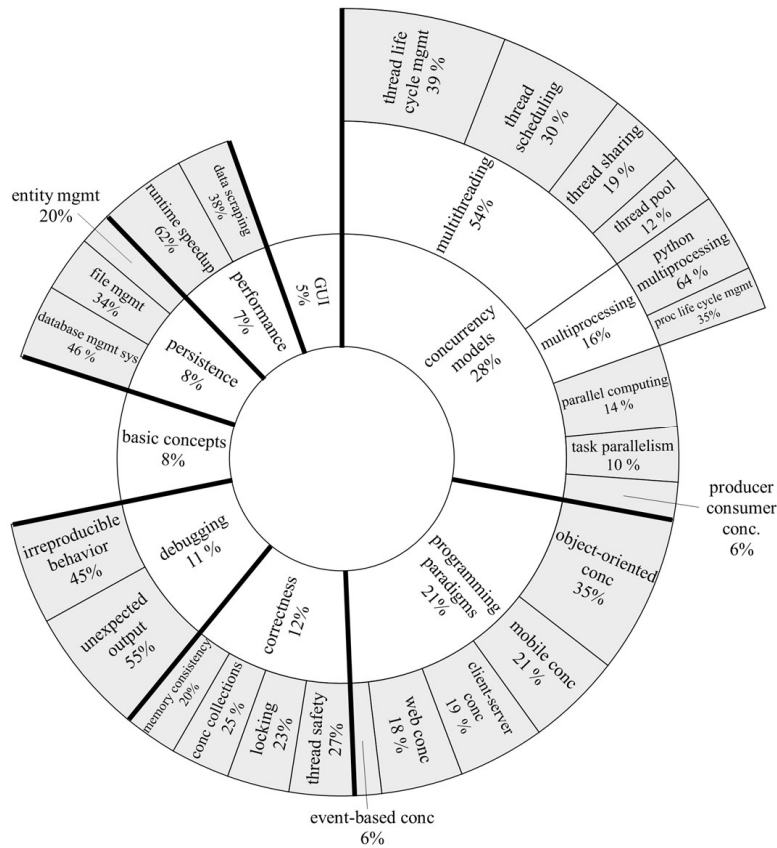 thread life
cycle mgmt
39 %
thread
scheduling
30 %
thread sharing
19 %
thread pool
12 %
python
multiprocessing
64 %
proc life cycle mgmt
35%
multithreading
54%
multiprocessing
16%
concurrency
models
28%
parallel computing
14 %
task parallelism
10 %
producer
consumer
conc.
6%
object-oriented
conc
35%
mobile conc
21 %
client-server
conc
19 %
web conc
18 %
event-based conc
6%
programming
paradigms
21%
correctness
12%
thread safety
27%
locking
23%
conc collections
25 %
memory consistency
20%
debugging
11 %
unexpected
output
55%
irreproducible
behavior
45%
basic concepts
8%
persistence
8%
database mgmt sys
46 %
file mgmt
34%
entity mgmt
20%
performance
7%
runtime speedup
62%
data scraping
38%
GUI
5%